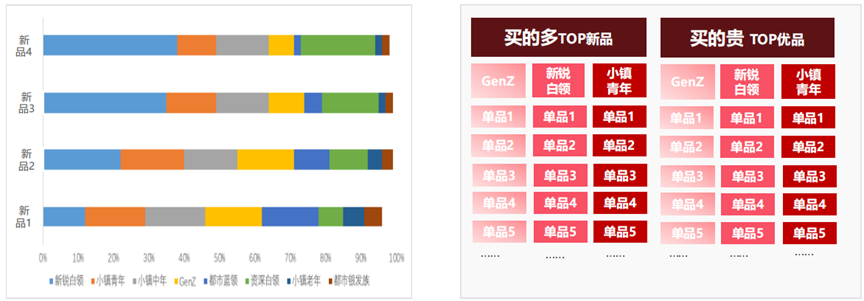 新
品4
新
品3
新
品2
新
品1
0% 10% 20% 30% 40% 50% 60% 70% 80% 90% 100%
新锐白领 小镇青年 小镇中年 GenZ 都市蓝领 资深白领 小镇老年 都市银发族
买的多TOP新品
GenZ 新锐白领 小镇青年
单品1 单品1 单品1
单品2 单品2 单品2
单品3 单品3 单品3
单品4 单品4 单品4
单品5 单品5 单品5
…… …… ……
买的贵 TOP优品
GenZ 新锐白领 小镇青年
单品1 单品1 单品1
单品2 单品2 单品2
单品3 单品3 单品3
单品4 单品4 单品4
单品5 单品5 单品5
…… …… ……